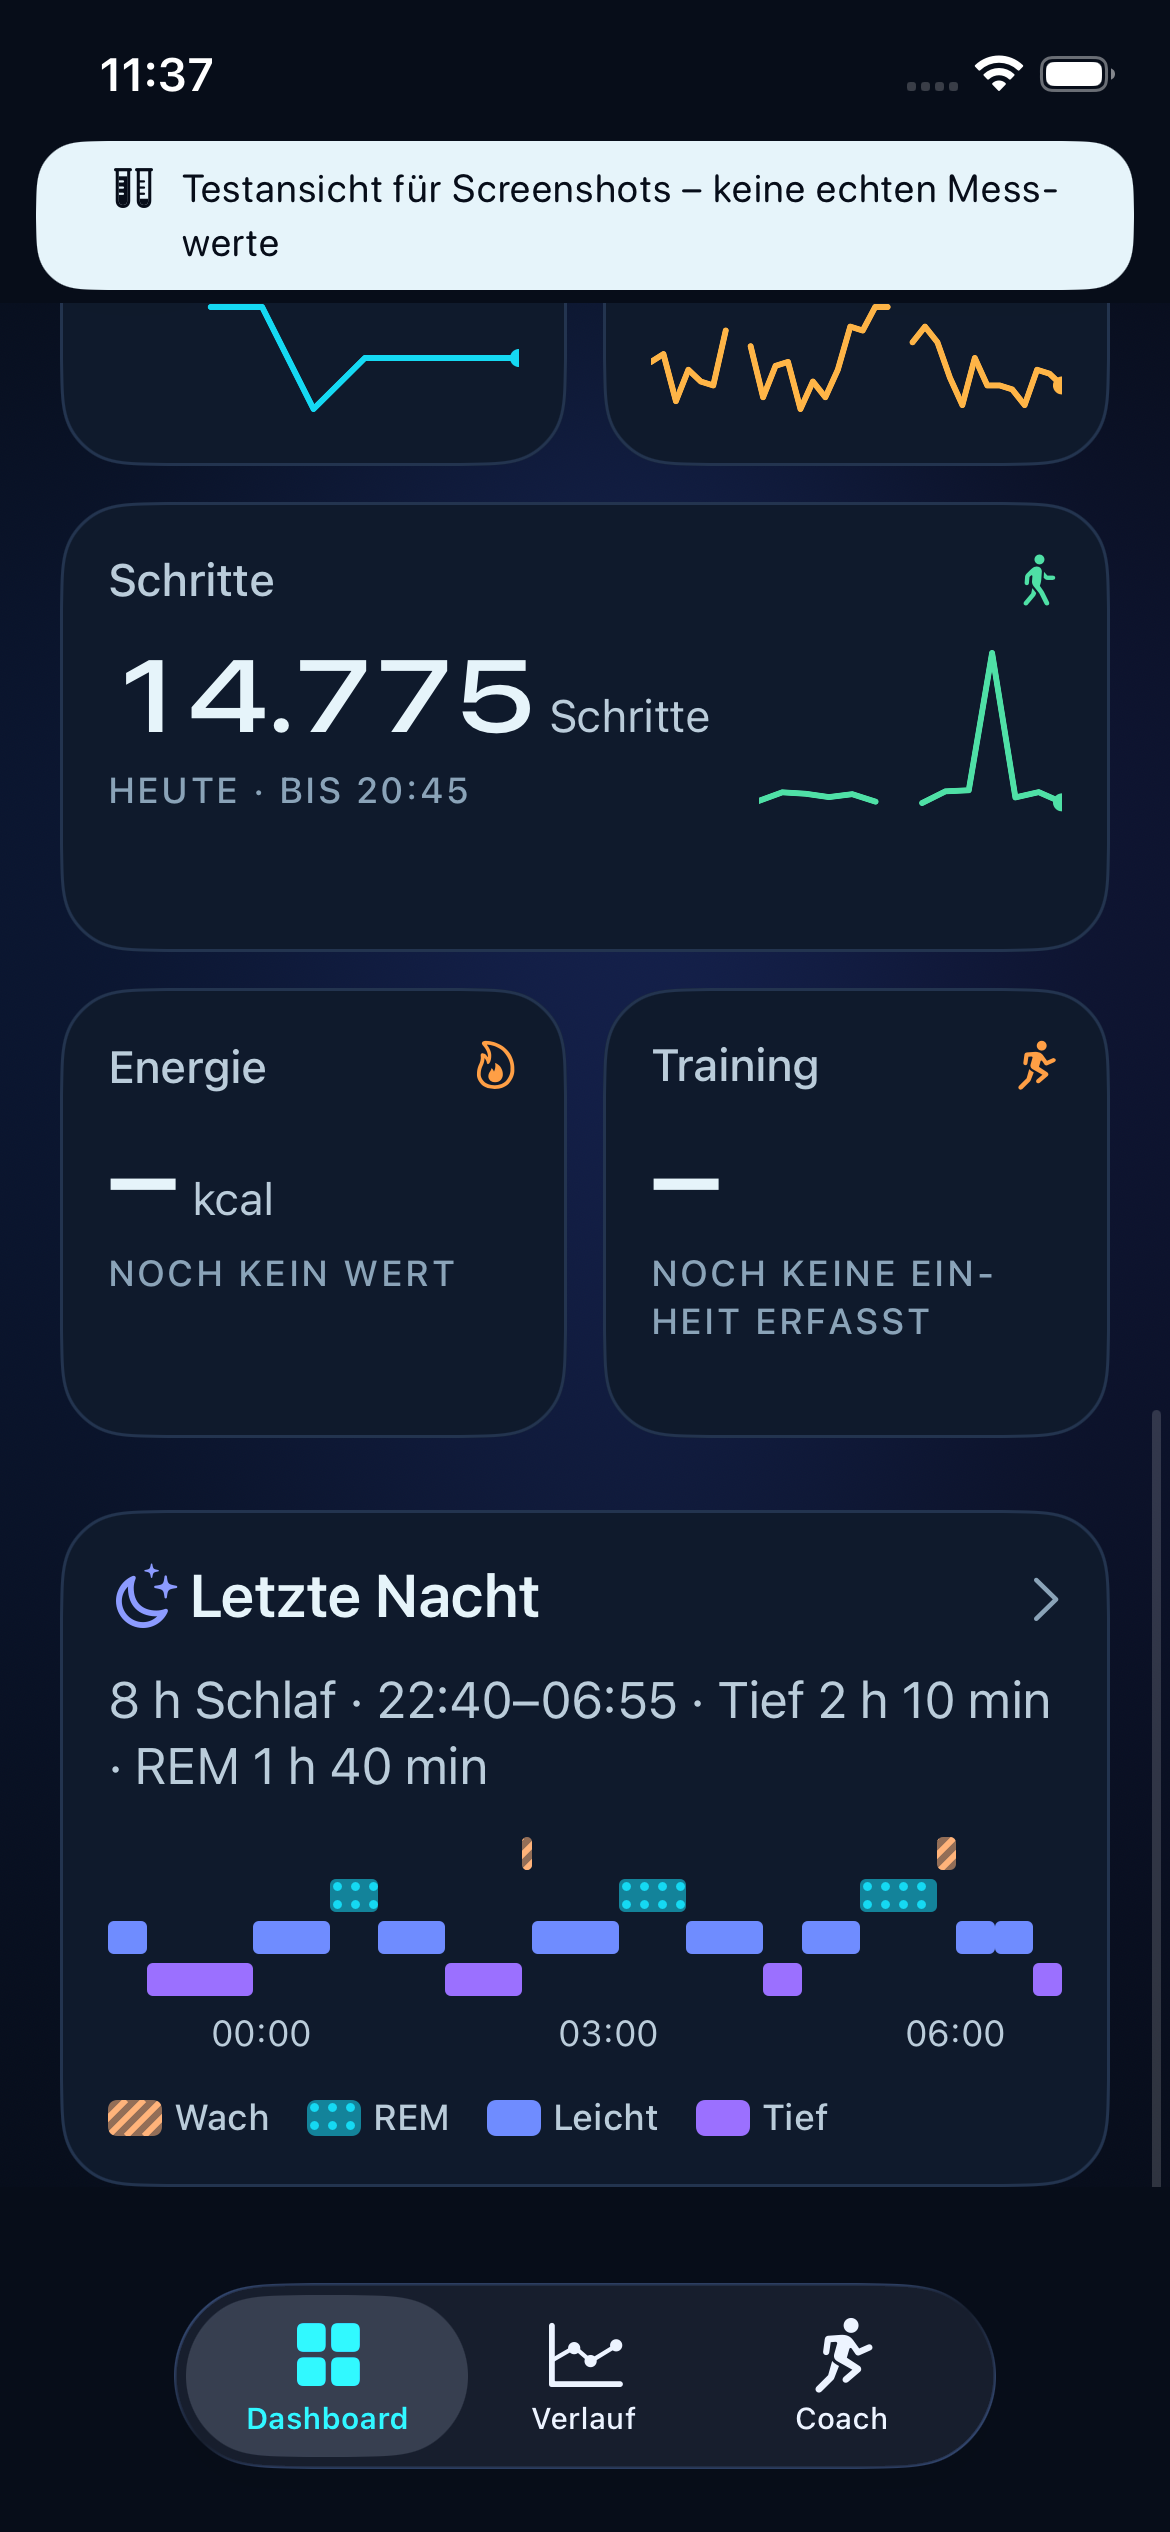 11:37
Testansicht für Screenshots – keine echten Mess-
werte
Schritte
14.775 Schritte
HEUTE · BIS 20:45
Energie
Training
— kcal
—
NOCH KEIN WERT
NOCH KEINE EIN-
HEIT ERFASST
Letzte Nacht
8 h Schlaf · 22:40–06:55 · Tief 2 h 10 min
· REM 1 h 40 min
00:00 03:00 06:00
Wach REM Leicht Tief
Dashboard Verlauf Coach